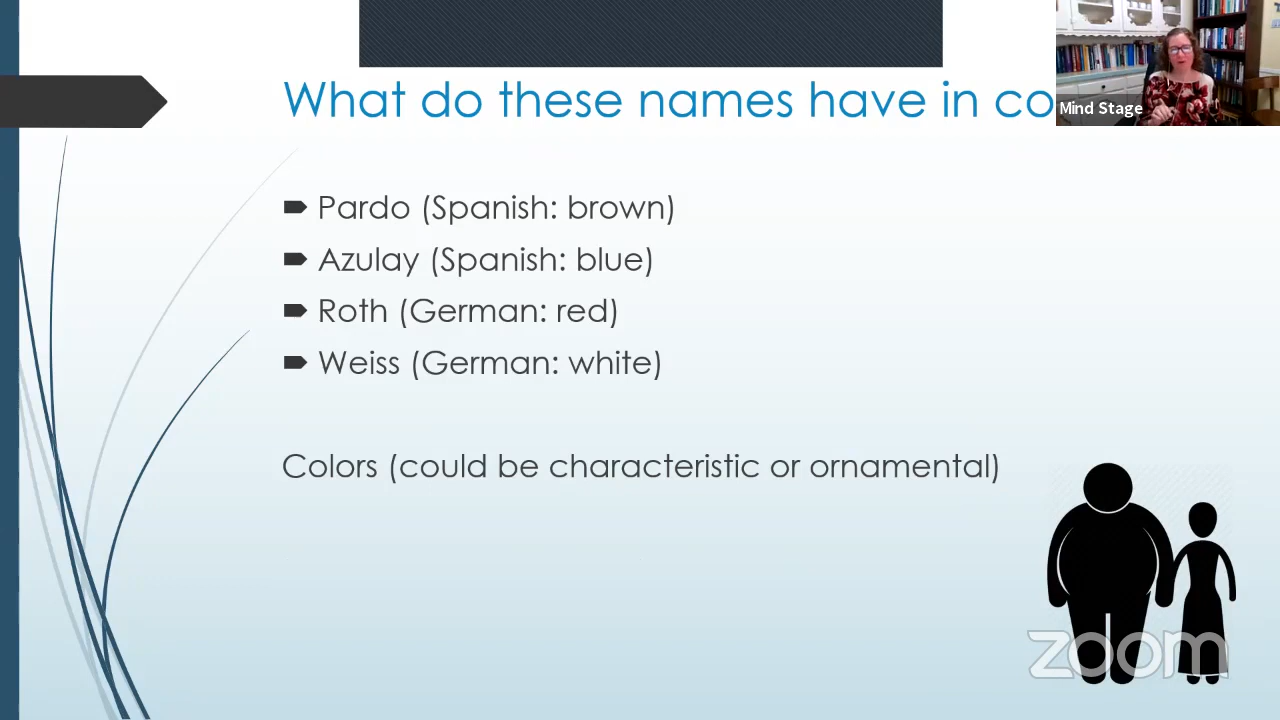 What do these names have in co
Mind Stage
Pardo (Spanish: brown)
Azulay (Spanish: blue)
Roth (German: red)
Weiss (German: white)
Colors (could be characteristic or ornamental)
zoom